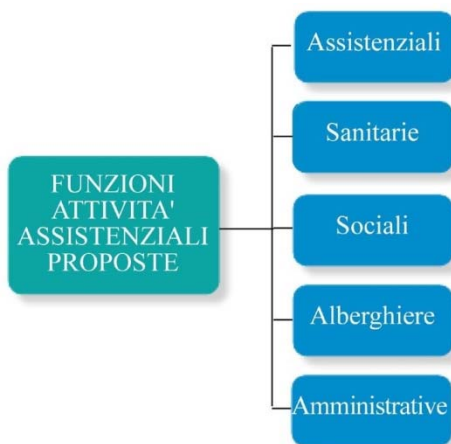 FUNZIONI
ATTIVITA'
ASSISTENZIALI
PROPOSTE
Assistenziali
Sanitarie
Sociali
Alberghiere
Amministrative